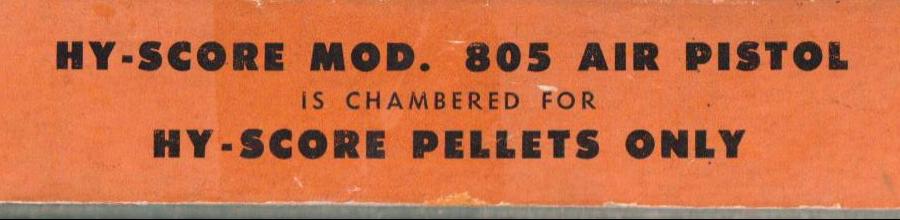 HY-SCORE MOD. 805 AIR PISTOL
IS CHAMBERED FOR
HY-SCORE PELLETS ONLY